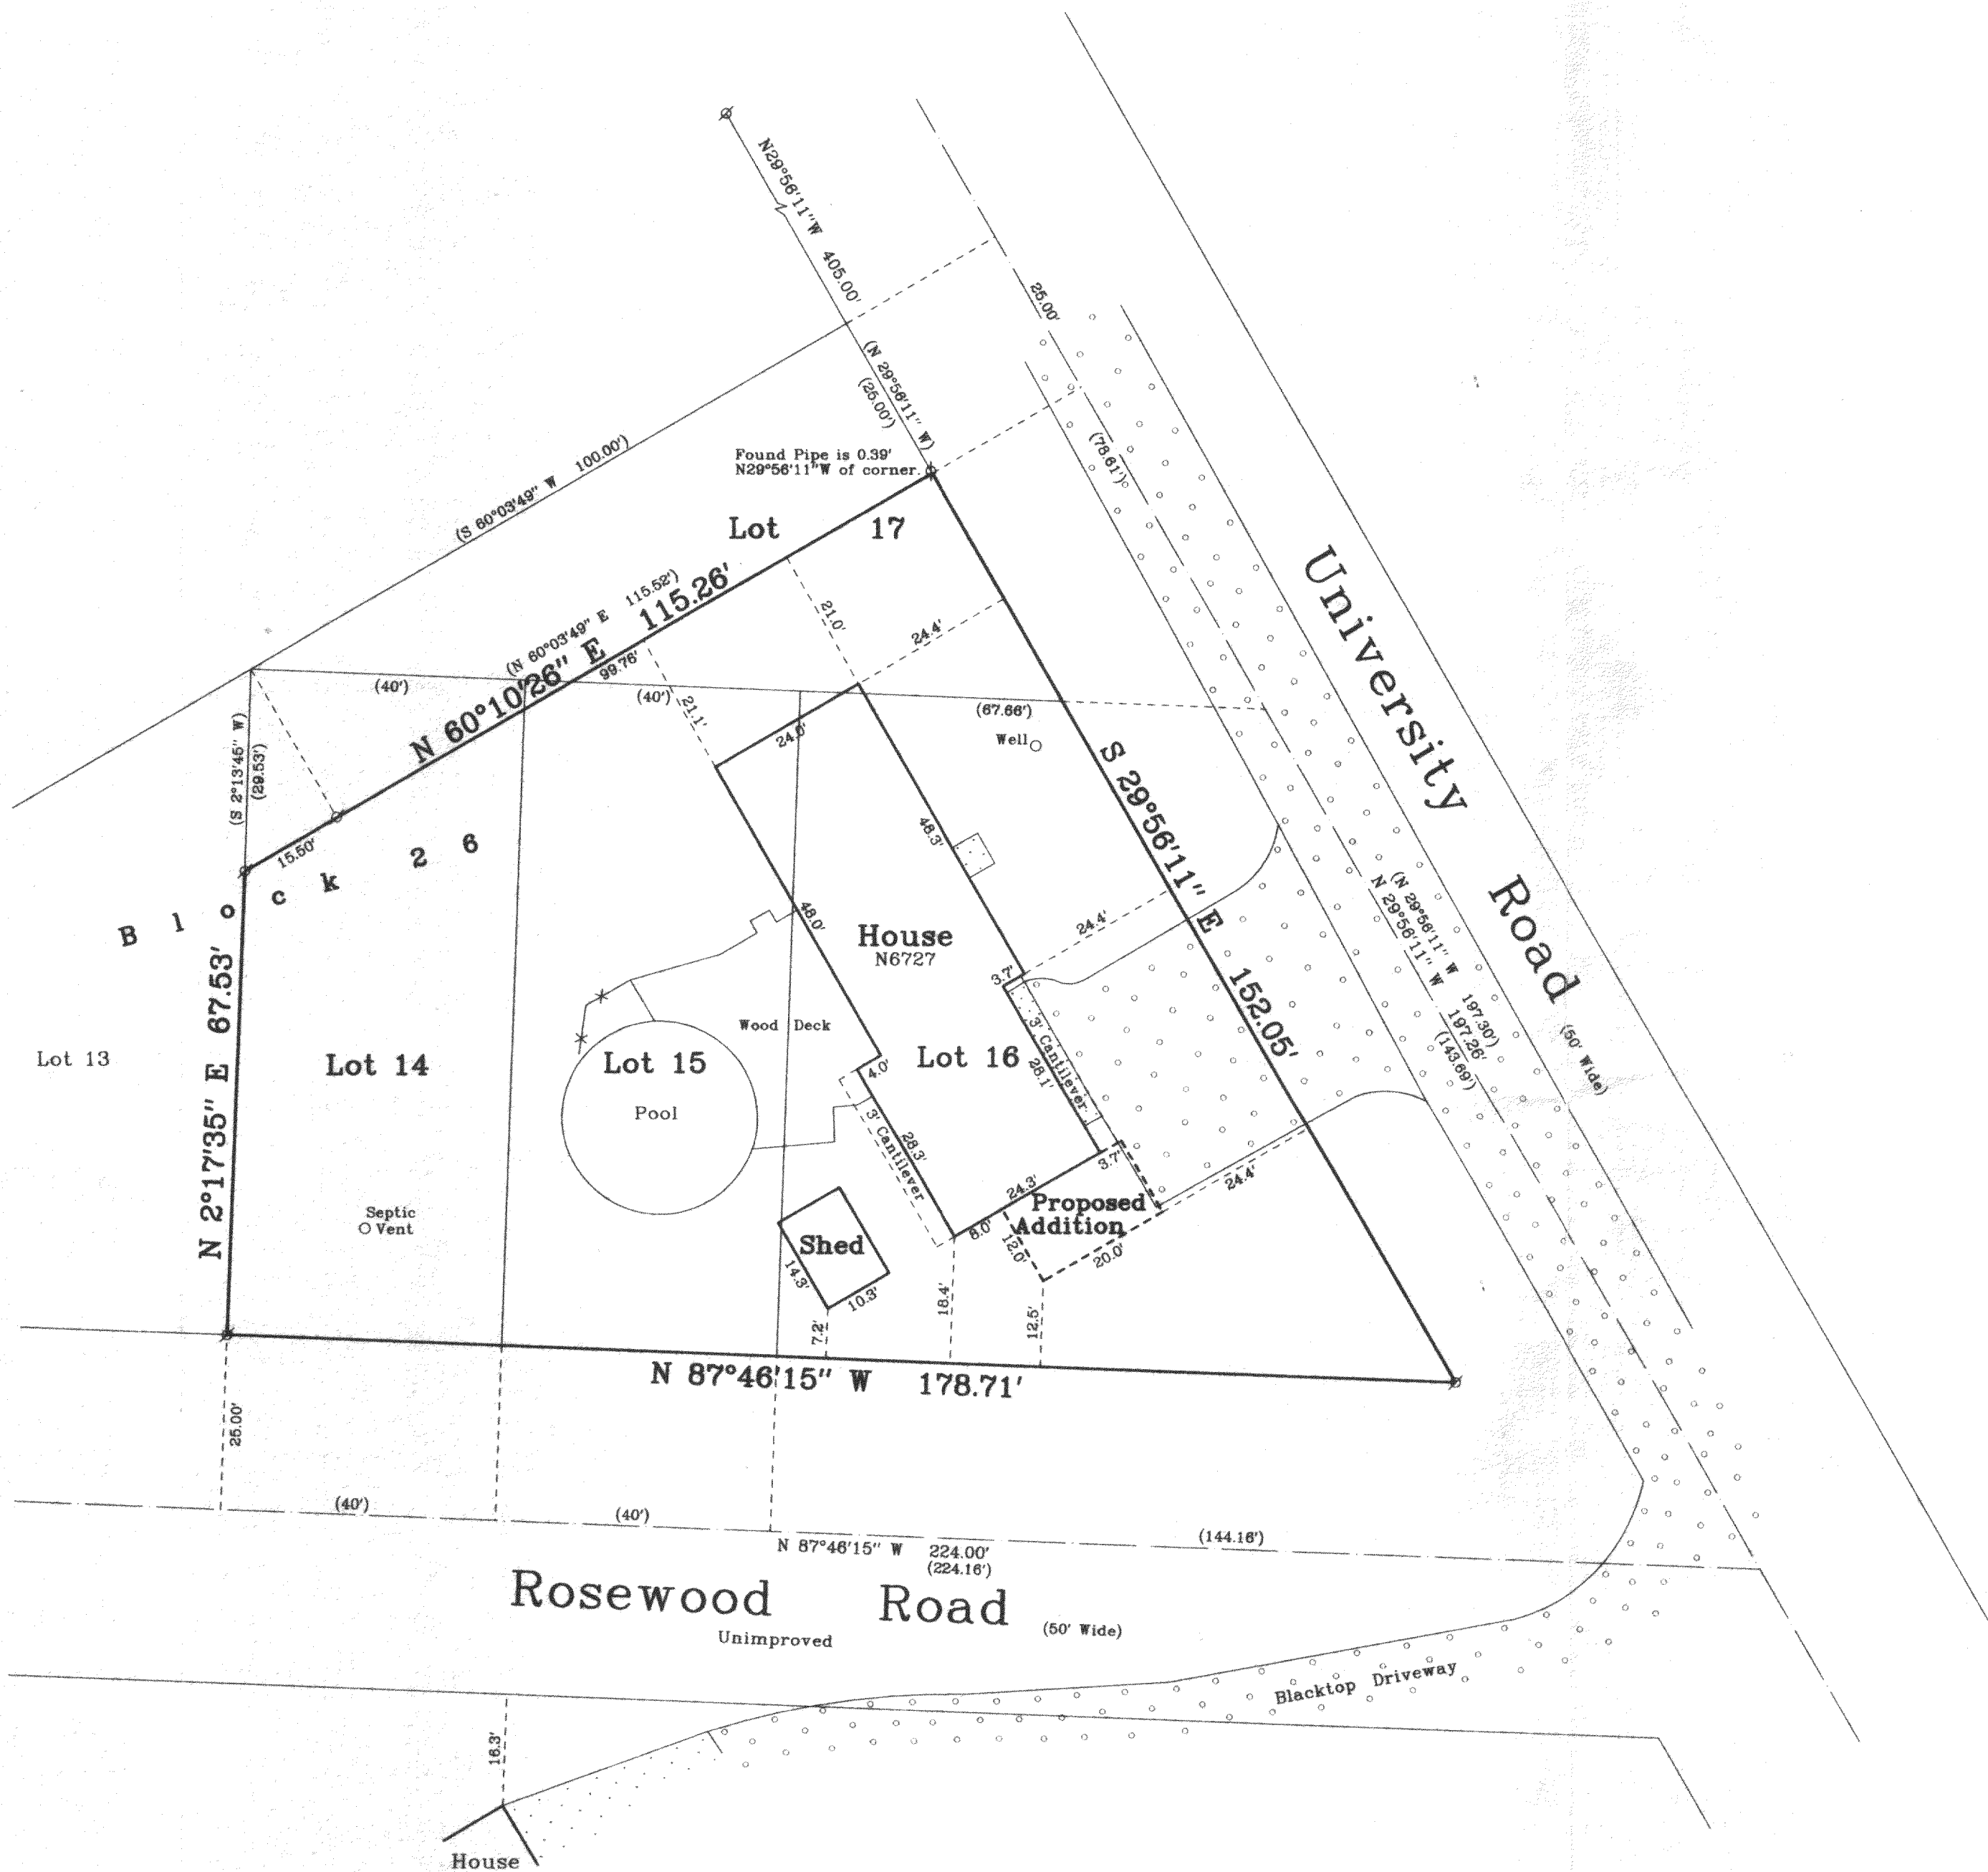 N29°56'11"W 405.00'
25.00'
(N 29°56'11" W)
(25.00')
(78.61')
Found Pipe is 0.39'
N29°56'11"W of corner.
(S 60°03'49" W 100.00')
Lot 17
(N 60°03'49" E 115.52')
N 60°10'26" E 115.26'
99.76'
21.0'
24.4'
(40')
(40')
21.1'
(67.66')
24.0'
Well
(S 2°13'45" W)
(29.53')
15.50'
Block 26
S 29°56'11" E 152.05'
University Road
(50' Wide)
48.3'
48.0'
House
N6727
24.4'
3.7'
(N 29°56'11" W 197.30')
N 29°56'11" W 197.26'
(143.69')
Wood Deck
3' Cantilever
28.1'
Lot 13
Lot 14
Lot 15
Lot 16
Pool
4.0'
N 2°17'35" E 67.53'
3' Cantilever
28.3'
3.7'
24.3'
24.4'
Proposed
Addition
Septic
Vent
Shed
8.0'
12.0'
20.0'
14.3'
10.3'
18.4'
12.5'
7.2'
N 87°46'15" W 178.71'
25.00'
(40')
(40')
(144.16')
N 87°46'15" W 224.00'
(224.16')
Rosewood Road
(50' Wide)
Unimproved
Blacktop Driveway
16.3'
House